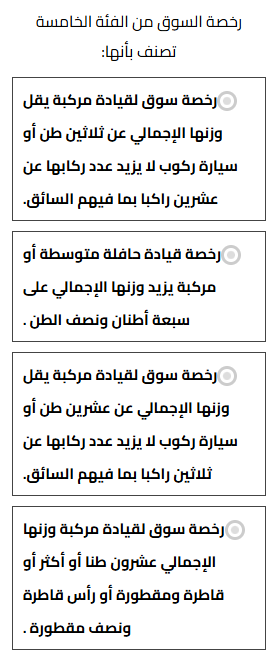 رخصة السوق من الفئة الخامسة
تصنف بأنها:
رخصة سوق لقيادة مركبة يقل
وزنها الإجمالي عن ثلاثين طن أو
سيارة ركوب لا يزيد عدد ركابها عن
عشرين راكبا بما فيهم السائق.
رخصة قيادة حافلة متوسطة أو
مركبة يزيد وزنها الإجمالي على
سبعة أطنان ونصف الطن .
رخصة سوق لقيادة مركبة يقل
وزنها الإجمالي عن عشرين طن أو
سيارة ركوب لا يزيد عدد ركابها عن
ثلاثين راكبا بما فيهم السائق.
رخصة سوق لقيادة مركبة وزنها
الإجمالي عشرون طنا أو أكثر أو
قاطرة ومقطورة أو رأس قاطرة
ونصف مقطورة .